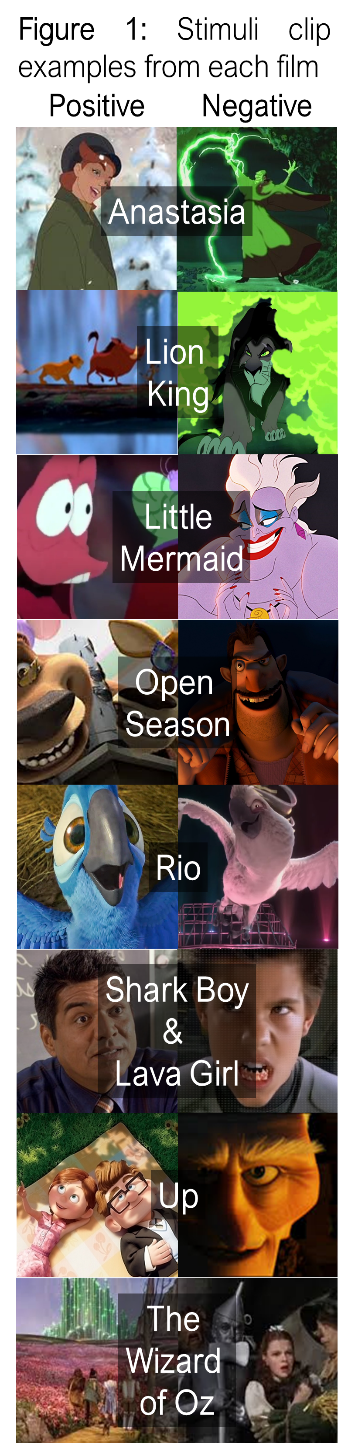 Figure 1: Stimuli clip
examples from each film
Positive Negative
Anastasia
Lion
King
Little
Mermaid
Open
Season
Rio
Shark Boy
&
Lava Girl
Up
The
Wizard
of Oz